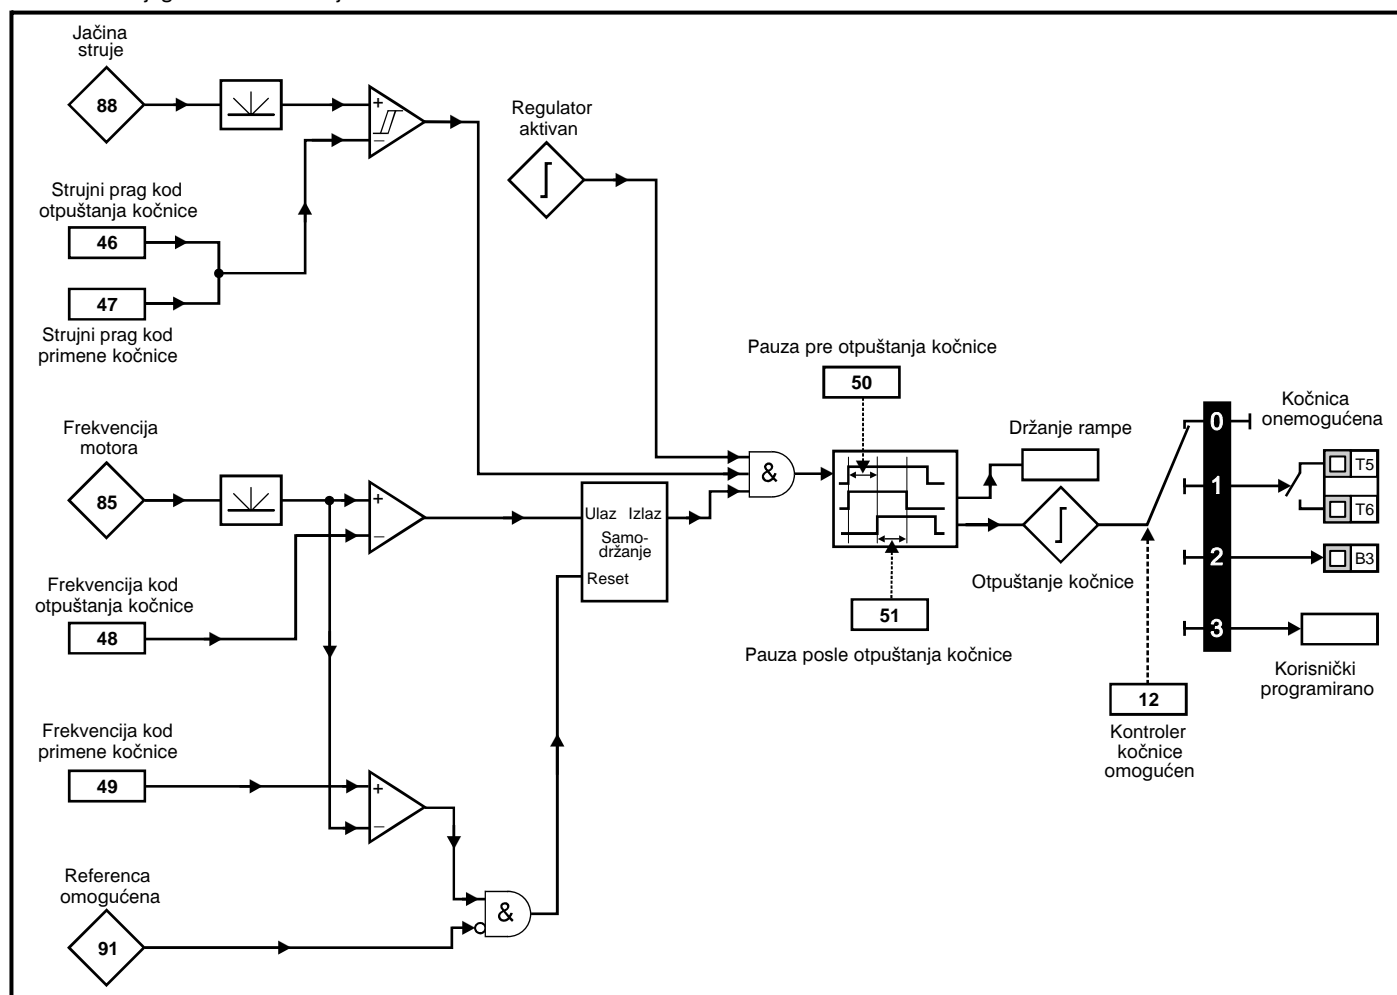 Jačina
struje
88
Strujni prag kod
otpuštanja kočnice
46
47
Strujni prag kod
primene kočnice
Regulator
aktivan
Frekvencija
motora
85
Frekvencija kod
otpuštanja kočnice
48
Frekvencija kod
primene kočnice
49
Referenca
omogućena
91
&
Ulaz Izlaz
Samo-
držanje
Reset
&
Pauza pre otpuštanja kočnice
50
51
Pauza posle otpuštanja kočnice
Držanje rampe
Otpuštanje kočnice
12
Kontroler
kočnice
omogućen
0
1
2
3
Kočnica
onemogućena
T5
T6
B3
Korisnički
programirano